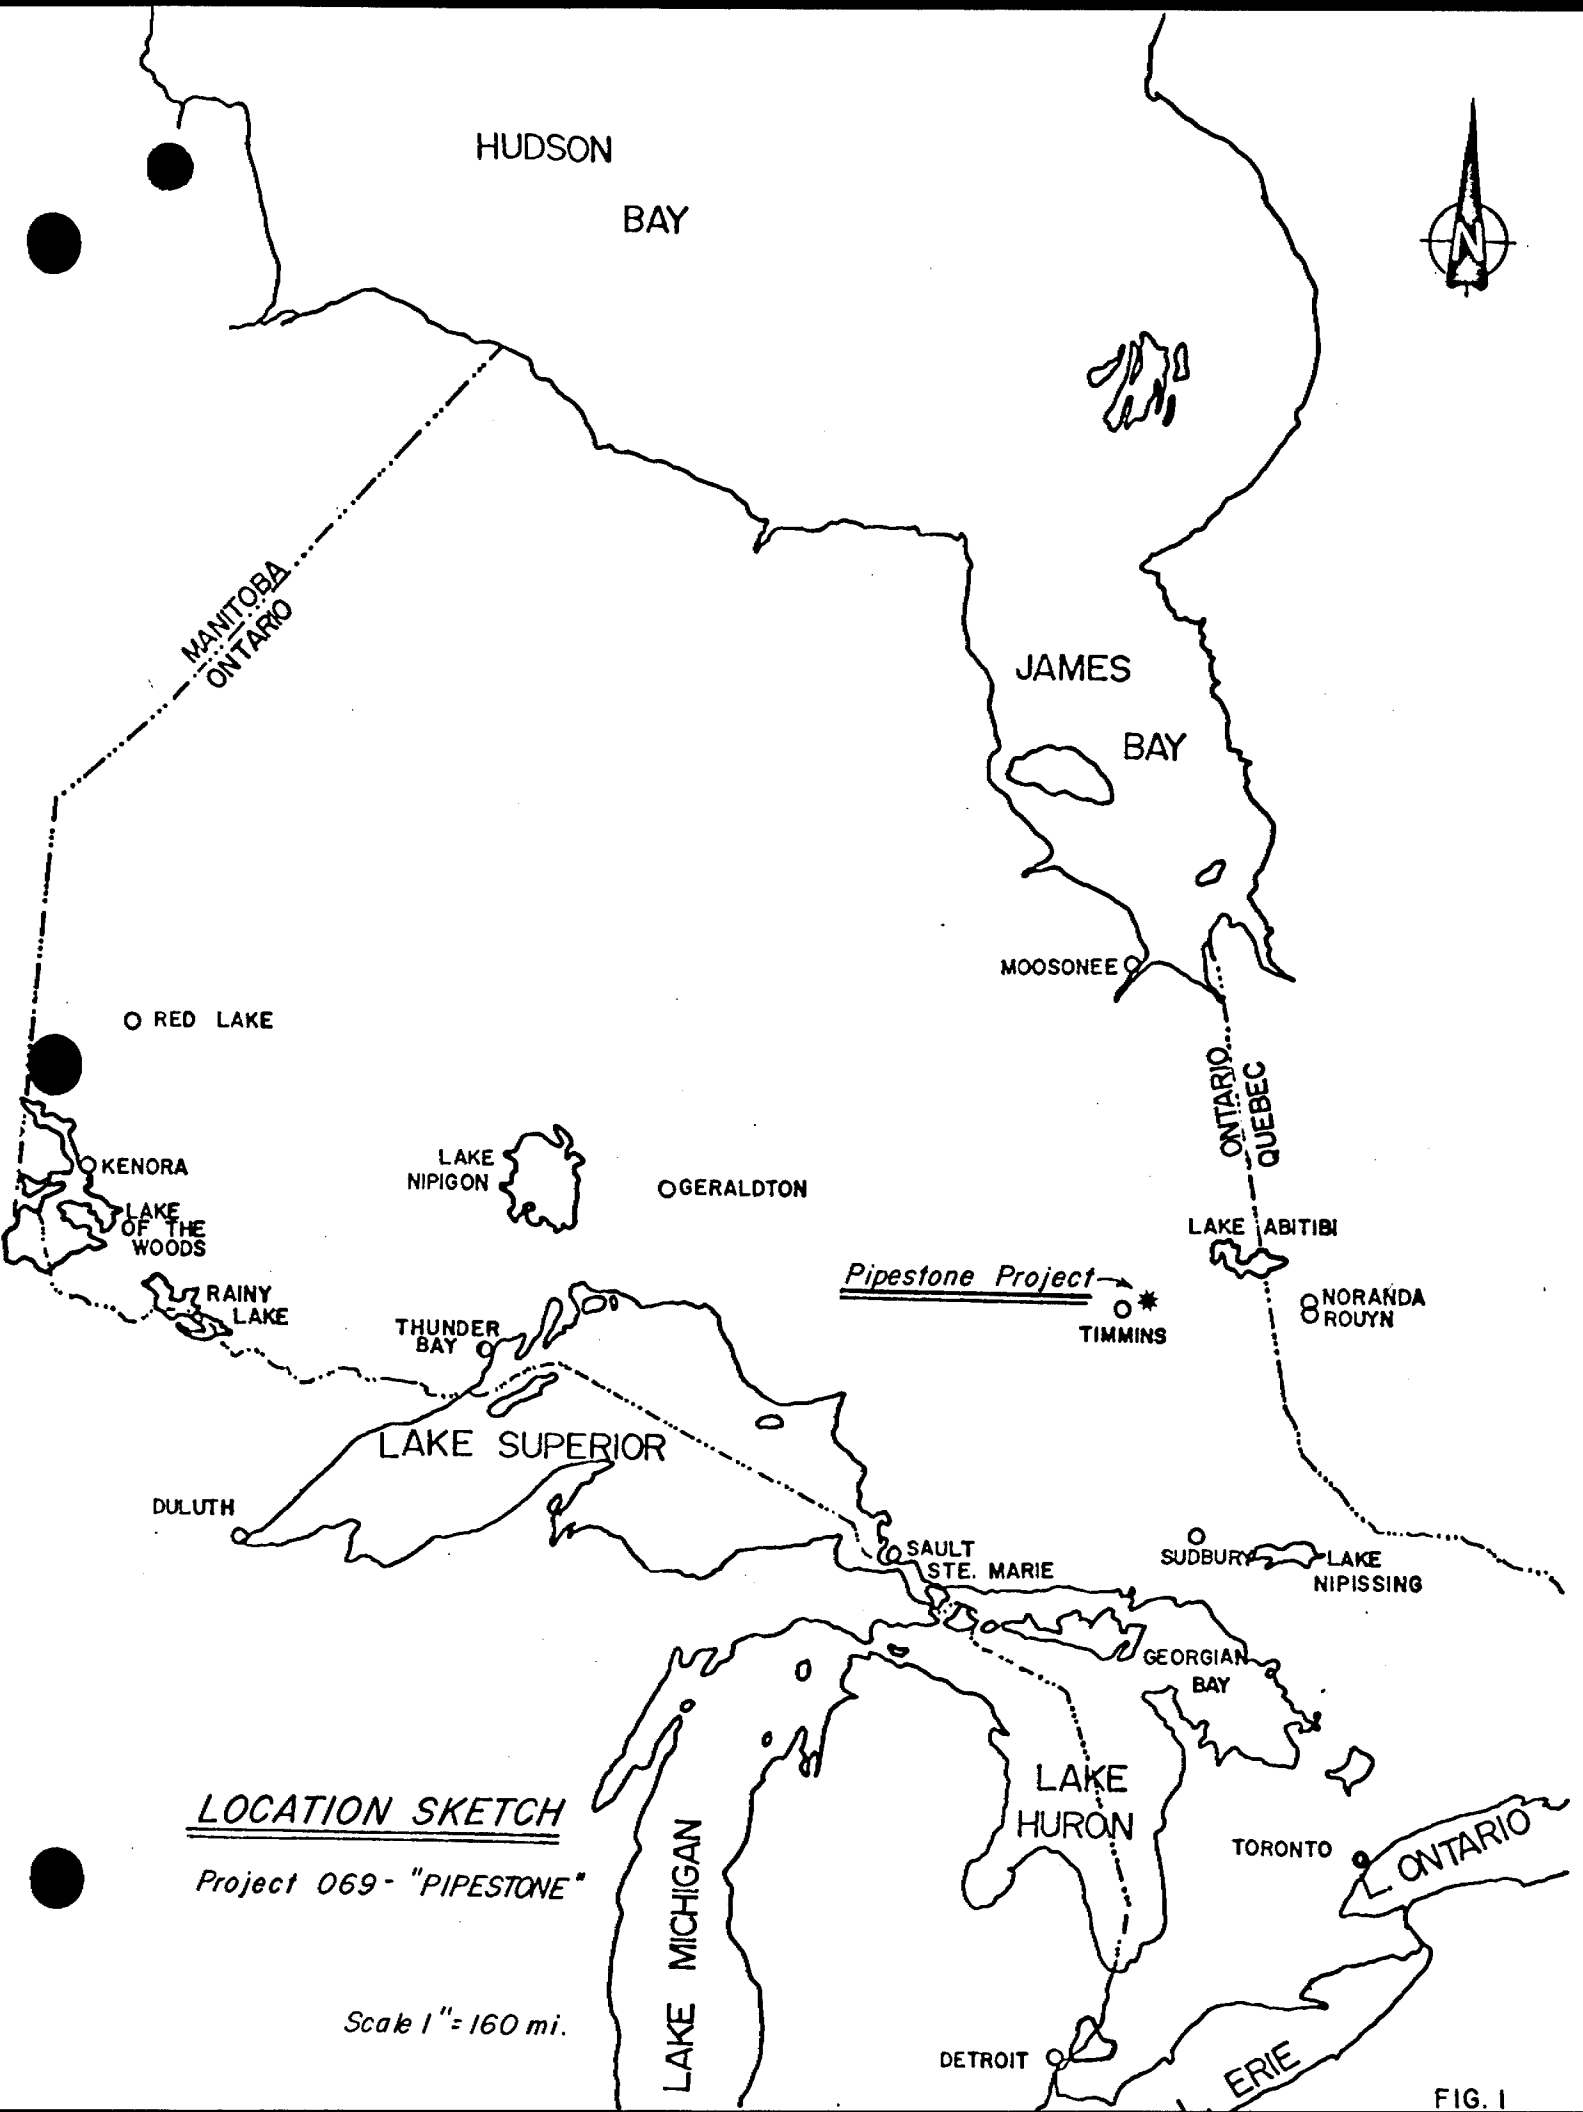 HUDSON
BAY
N
MANITOBA
ONTARIO
JAMES
BAY
MOOSONEE
RED LAKE
ONTARIO
QUEBEC
KENORA
LAKE
NIPIGON
GERALDTON
LAKE
OF THE
WOODS
LAKE ABITIBI
Pipestone Project
RAINY
LAKE
NORANDA
ROUYN
THUNDER
BAY
TIMMINS
LAKE SUPERIOR
DULUTH
SAULT
STE. MARIE
SUDBURY
LAKE
NIPISSING
GEORGIAN
BAY
LAKE
HURON
LOCATION SKETCH
Project 069 - "PIPESTONE"
Scale 1" = 160 mi.
LAKE MICHIGAN
TORONTO
L. ONTARIO
DETROIT
L. ERIE
FIG. 1